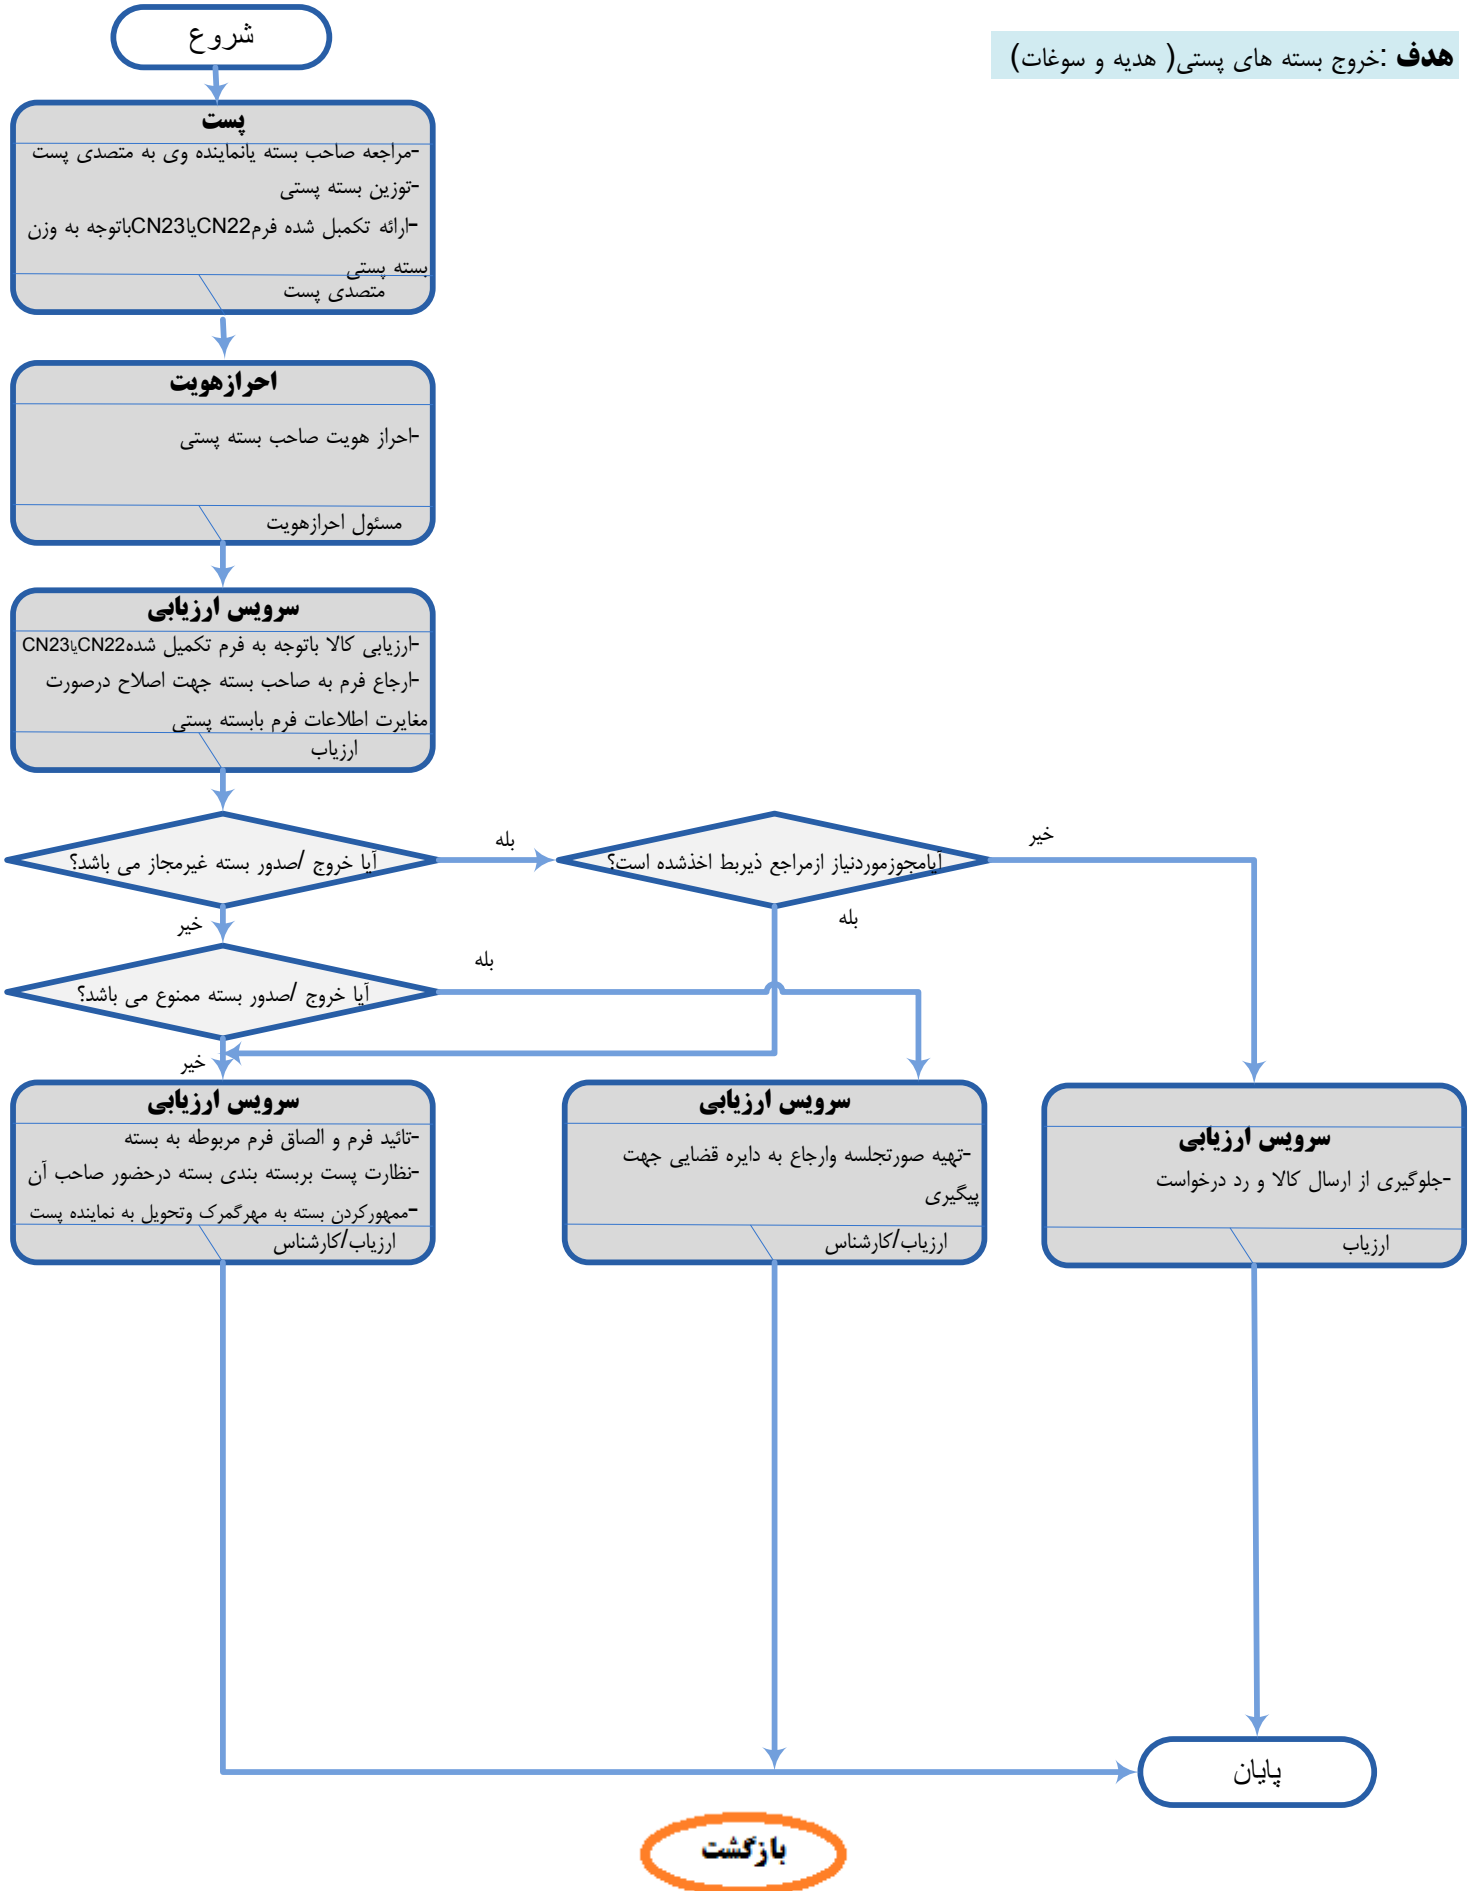 شروع
هدف :خروج بسته های پستی( هدیه و سوغات)
پست
-مراجعه صاحب بسته یانماینده وی به متصدی پست
-توزین بسته پستی
-ارائه تکمبل شده فرم CN22یاCN23باتوجه به وزن
بسته پستی
متصدی پست
احرازهویت
-احراز هویت صاحب بسته پستی
مسئول احرازهویت
سرویس ارزیابی
-ارزیابی کالا باتوجه به فرم تکمیل شدهCN22یاCN23
-ارجاع فرم به صاحب بسته جهت اصلاح درصورت
مغایرت اطلاعات فرم بابسته پستی
ارزیاب
آیا خروج /صدور بسته غیرمجاز می باشد؟
بله
آیامجوزموردنیاز ازمراجع ذیربط اخذشده است؟
خیر
خیر
بله
آیا خروج /صدور بسته ممنوع می باشد؟
بله
خیر
سرویس ارزیابی
-تائید فرم و الصاق فرم مربوطه به بسته
-نظارت پست بربسته بندی بسته درحضور صاحب آن
-ممهورکردن بسته به مهرگمرک وتحویل به نماینده پست
ارزیاب/کارشناس
سرویس ارزیابی
-تهیه صورتجلسه وارجاع به دایره قضایی جهت
پیگیری
ارزیاب/کارشناس
سرویس ارزیابی
-جلوگیری از ارسال کالا و رد درخواست
ارزیاب
پایان
بازگشت